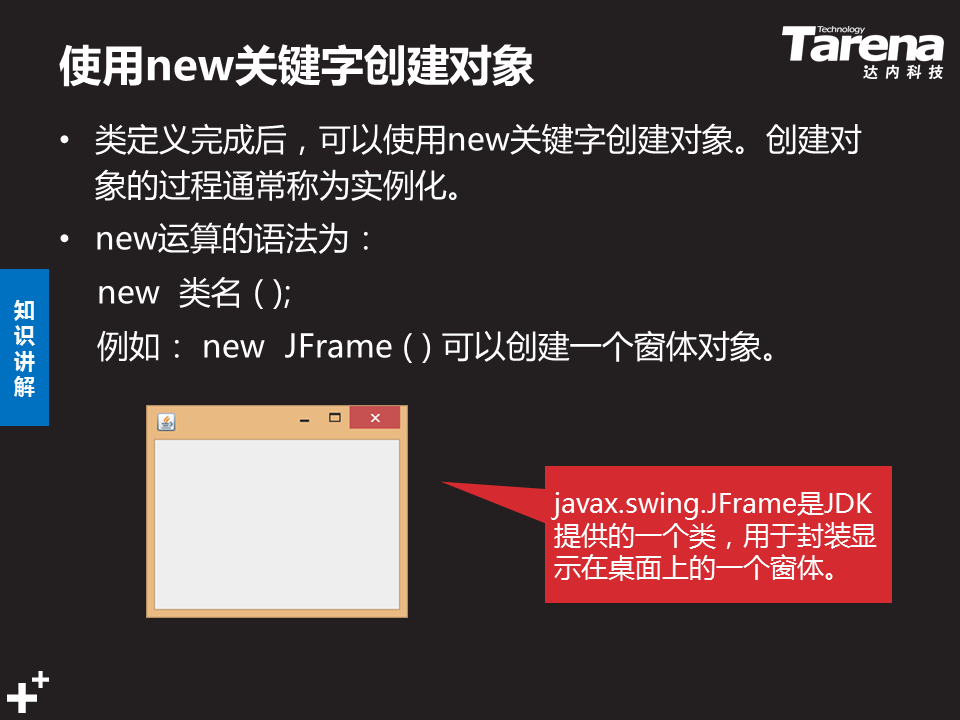 使用new关键字创建对象
Technology
Tarena
达内科技
• 类定义完成后，可以使用new关键字创建对象。创建对
象的过程通常称为实例化。
• new运算的语法为：
new 类名 ( );
例如： new JFrame ( ) 可以创建一个窗体对象。
知
识
讲
解
javax.swing.JFrame是JDK
提供的一个类，用于封装显
示在桌面上的一个窗体。